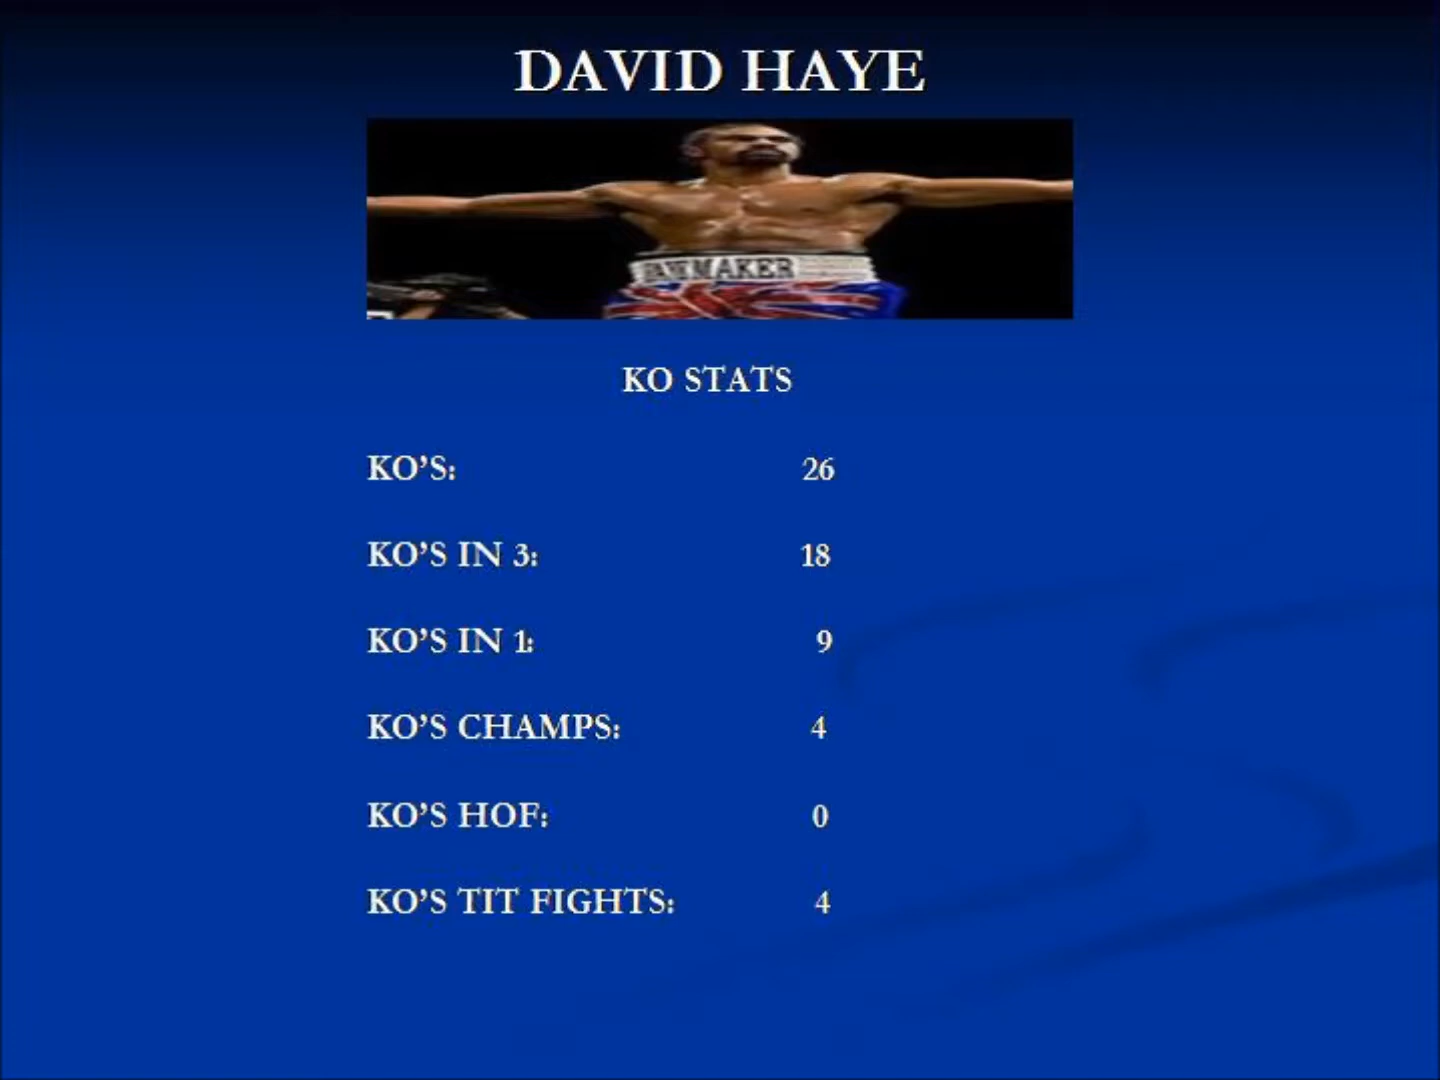 DAVID HAYE
KO STATS
KO'S: 26
KO'S IN 3: 18
KO'S IN 1: 9
KO'S CHAMPS: 4
KO'S HOF: 0
KO'S TIT FIGHTS: 4